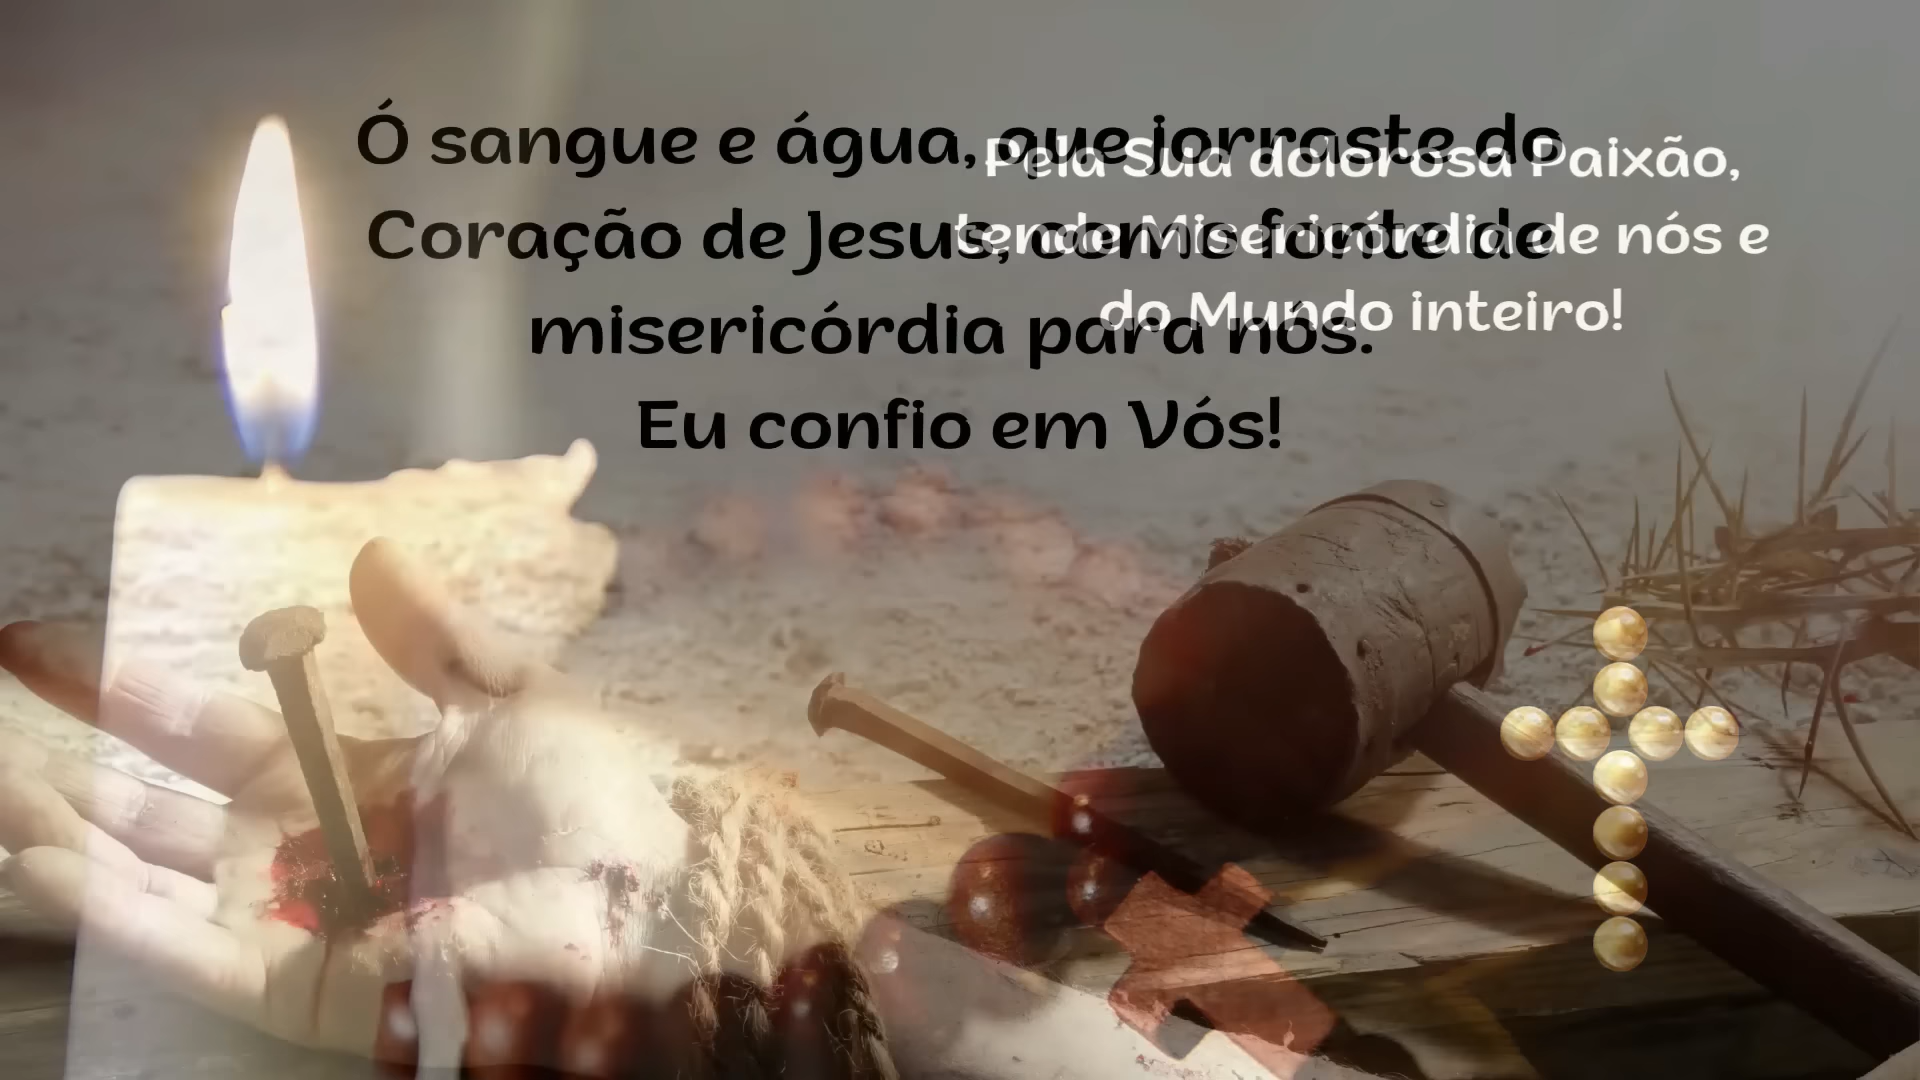 Ó sangue e água, que jorraste do
Coração de Jesus, como fonte de
misericórdia para nós.
Eu confio em Vós!
Pela Sua dolorosa Paixão,
tende Misericórdia de nós e
do Mundo inteiro!